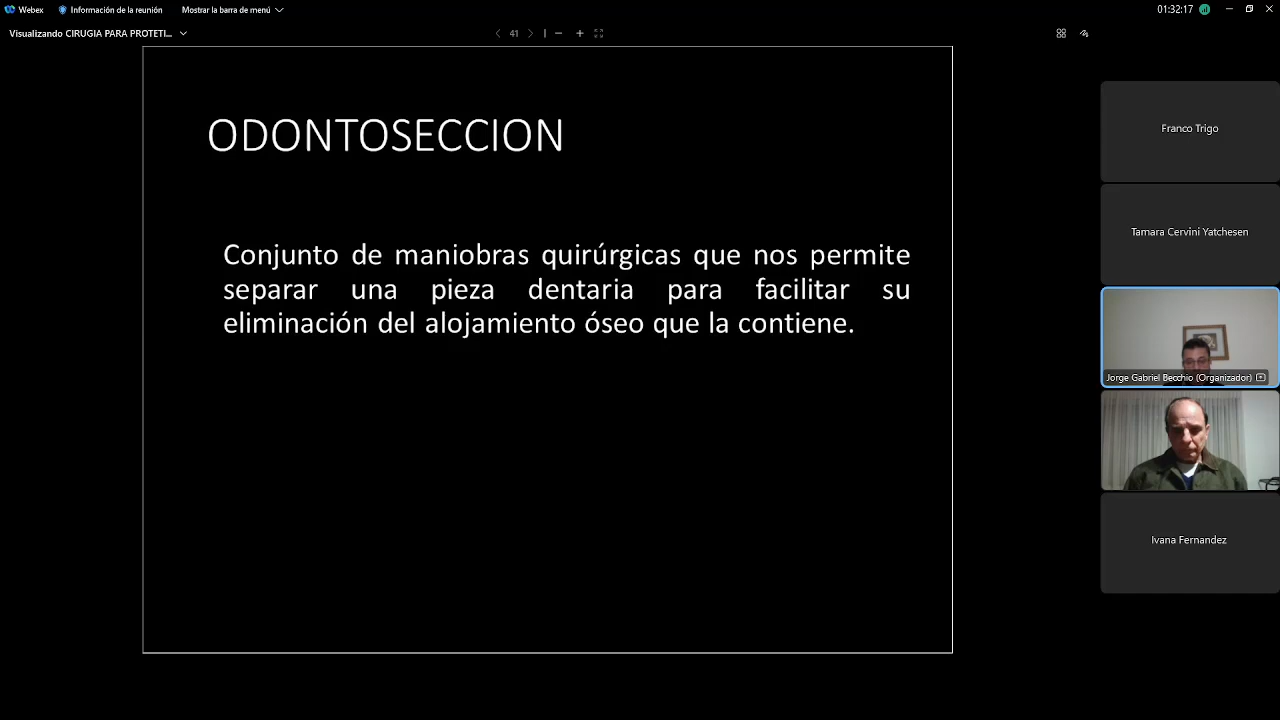 Webex
Información de la reunión
Mostrar la barra de menú
01:32:17
Visualizando CIRUGIA PARA PROTETI...
41
ODONTOSECCION
Conjunto de maniobras quirúrgicas que nos permite
separar una pieza dentaria para facilitar su
eliminación del alojamiento óseo que la contiene.
Franco Trigo
Tamara Cervini Yatchesen
Jorge Gabriel Becchio (Organizador)
Ivana Fernandez